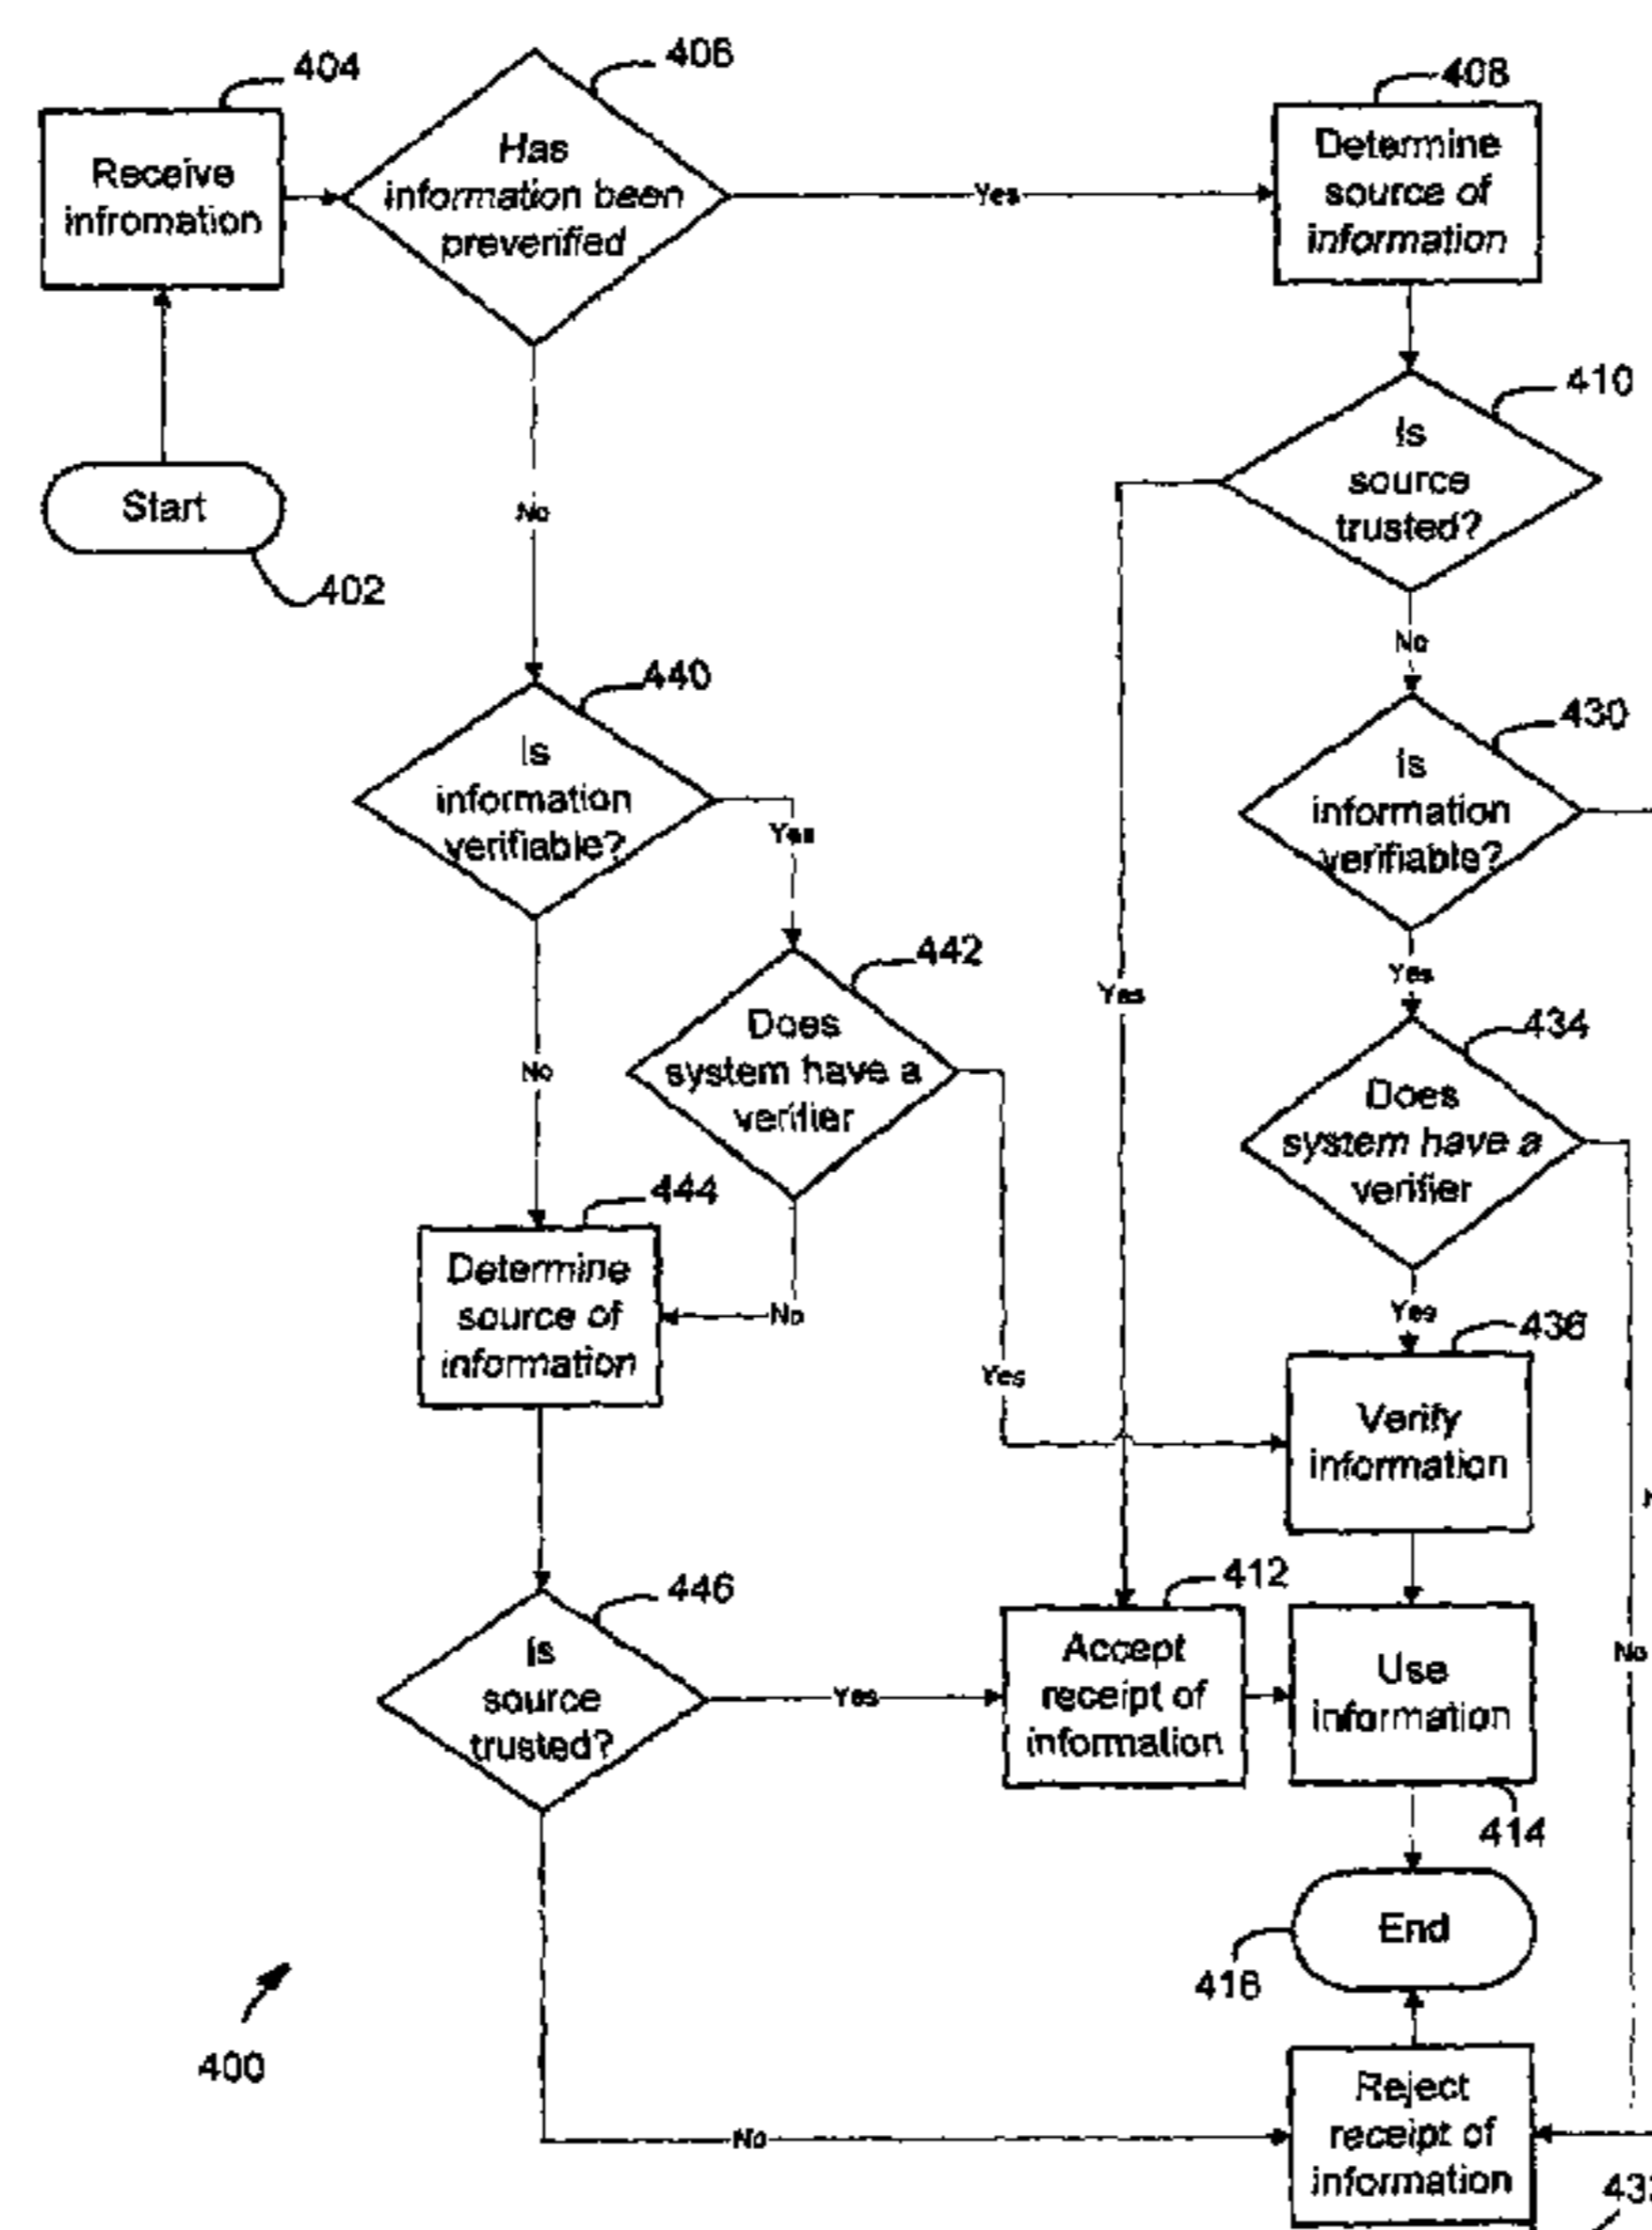 404
Receive
infromation
406
Has
information been
preverified
Yes
408
Determine
source of
information
Start
402
No
410
Is
source
trusted?
No
440
Is
information
verifiable?
Yes
430
Is
information
verifiable?
Yes
442
Does
system have a
verifier
No
Yes
434
Does
system have a
verifier
No
444
Determine
source of
information
No
Yes
Yes
436
Verify
information
446
Is
source
trusted?
Yes
412
Accept
receipt of
information
Use
information
414
No
End
416
400
No
Reject
receipt of
information